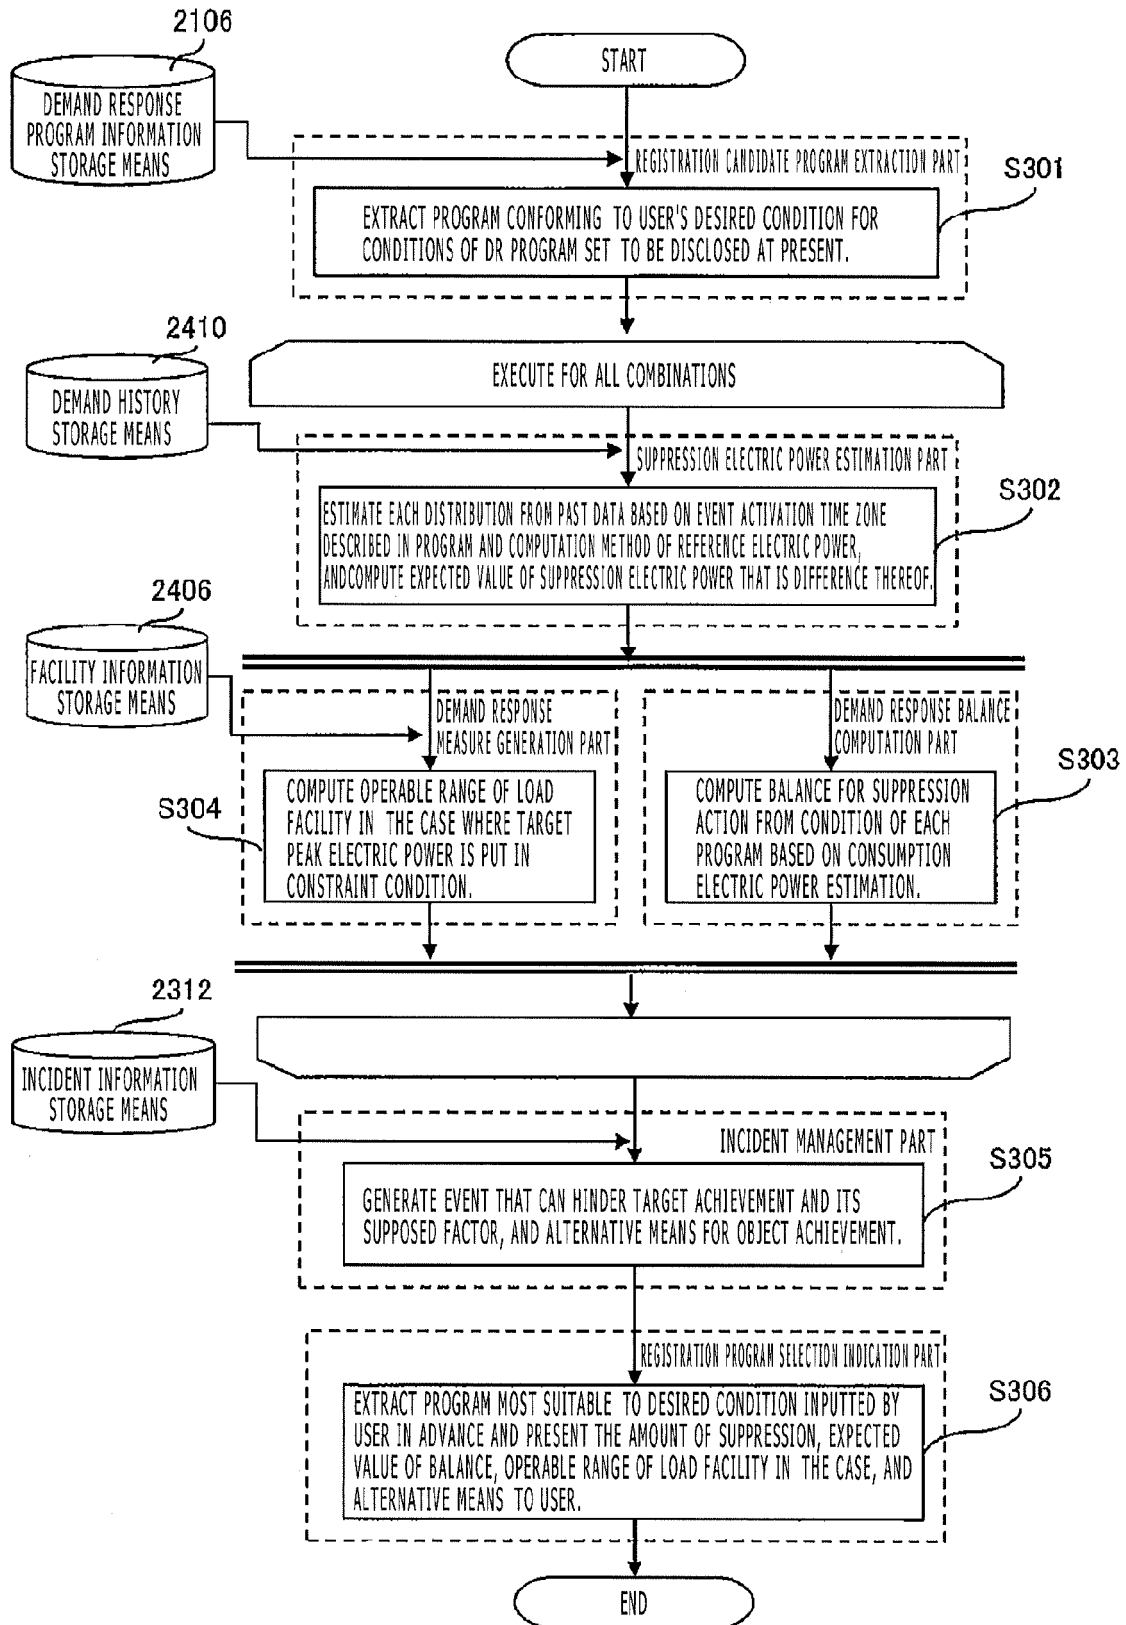 2106
START
DEMAND RESPONSE
PROGRAM INFORMATION
STORAGE MEANS
REGISTRATION CANDIDATE PROGRAM EXTRACTION PART
S301
EXTRACT PROGRAM CONFORMING TO USER'S DESIRED CONDITION FOR
CONDITIONS OF DR PROGRAM SET TO BE DISCLOSED AT PRESENT.
2410
EXECUTE FOR ALL COMBINATIONS
DEMAND HISTORY
STORAGE MEANS
SUPPRESSION ELECTRIC POWER ESTIMATION PART
S302
ESTIMATE EACH DISTRIBUTION FROM PAST DATA BASED ON EVENT ACTIVATION TIME ZONE
DESCRIBED IN PROGRAM AND COMPUTATION METHOD OF REFERENCE ELECTRIC POWER,
ANDCOMPUTE EXPECTED VALUE OF SUPPRESSION ELECTRIC POWER THAT IS DIFFERENCE THEREOF.
2406
FACILITY INFORMATION
STORAGE MEANS
DEMAND RESPONSE
MEASURE GENERATION PART
DEMAND RESPONSE BALANCE
COMPUTATION PART
S303
S304
COMPUTE OPERABLE RANGE OF LOAD
FACILITY IN THE CASE WHERE TARGET
PEAK ELECTRIC POWER IS PUT IN
CONSTRAINT CONDITION.
COMPUTE BALANCE FOR SUPPRESSION
ACTION FROM CONDITION OF EACH
PROGRAM BASED ON CONSUMPTION
ELECTRIC POWER ESTIMATION.
2312
INCIDENT INFORMATION
STORAGE MEANS
INCIDENT MANAGEMENT PART
S305
GENERATE EVENT THAT CAN HINDER TARGET ACHIEVEMENT AND ITS
SUPPOSED FACTOR, AND ALTERNATIVE MEANS FOR OBJECT ACHIEVEMENT.
REGISTRATION PROGRAM SELECTION INDICATION PART
S306
EXTRACT PROGRAM MOST SUITABLE TO DESIRED CONDITION INPUTTED BY
USER IN ADVANCE AND PRESENT THE AMOUNT OF SUPPRESSION, EXPECTED
VALUE OF BALANCE, OPERABLE RANGE OF LOAD FACILITY IN THE CASE, AND
ALTERNATIVE MEANS TO USER.
END